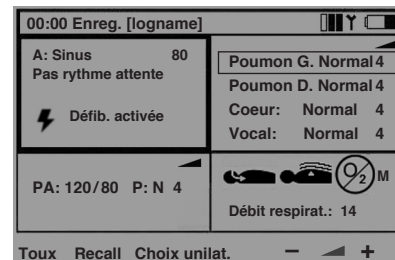 00:00 Enreg. [logname]
A: Sinus 80
Pas rythme attente
Défib. activée
Poumon G. Normal 4
Poumon D. Normal 4
Coeur: Normal 4
Vocal: Normal 4
PA: 120/80 P: N 4
O2 M
Débit respirat.: 14
Toux Recall Choix unilat. − +